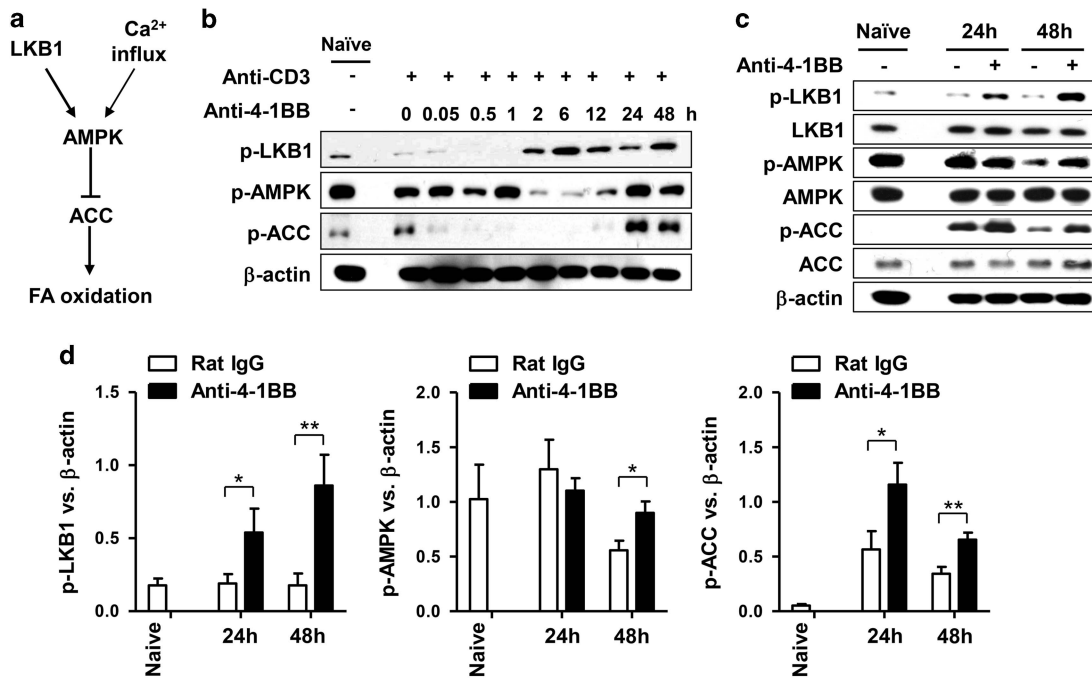 a
LKB1
Ca2+
influx
AMPK
ACC
FA oxidation
b
Naïve
Anti-CD3 - + + + + + + + + +
Anti-4-1BB - 0 0.05 0.5 1 2 6 12 24 48 h
p-LKB1
p-AMPK
p-ACC
β-actin
c
Naïve 24h 48h
Anti-4-1BB - - + - +
p-LKB1
LKB1
p-AMPK
AMPK
p-ACC
ACC
β-actin
d
Rat IgG
Anti-4-1BB
p-LKB1 vs. β-actin
1.5
1.0
0.5
0.0
* **
Naive 24h 48h
Rat IgG
Anti-4-1BB
p-AMPK vs. β-actin
2.0
1.5
1.0
0.5
0.0
*
Naive 24h 48h
Rat IgG
Anti-4-1BB
p-ACC vs. β-actin
2.0
1.5
1.0
0.5
0.0
* **
Naive 24h 48h